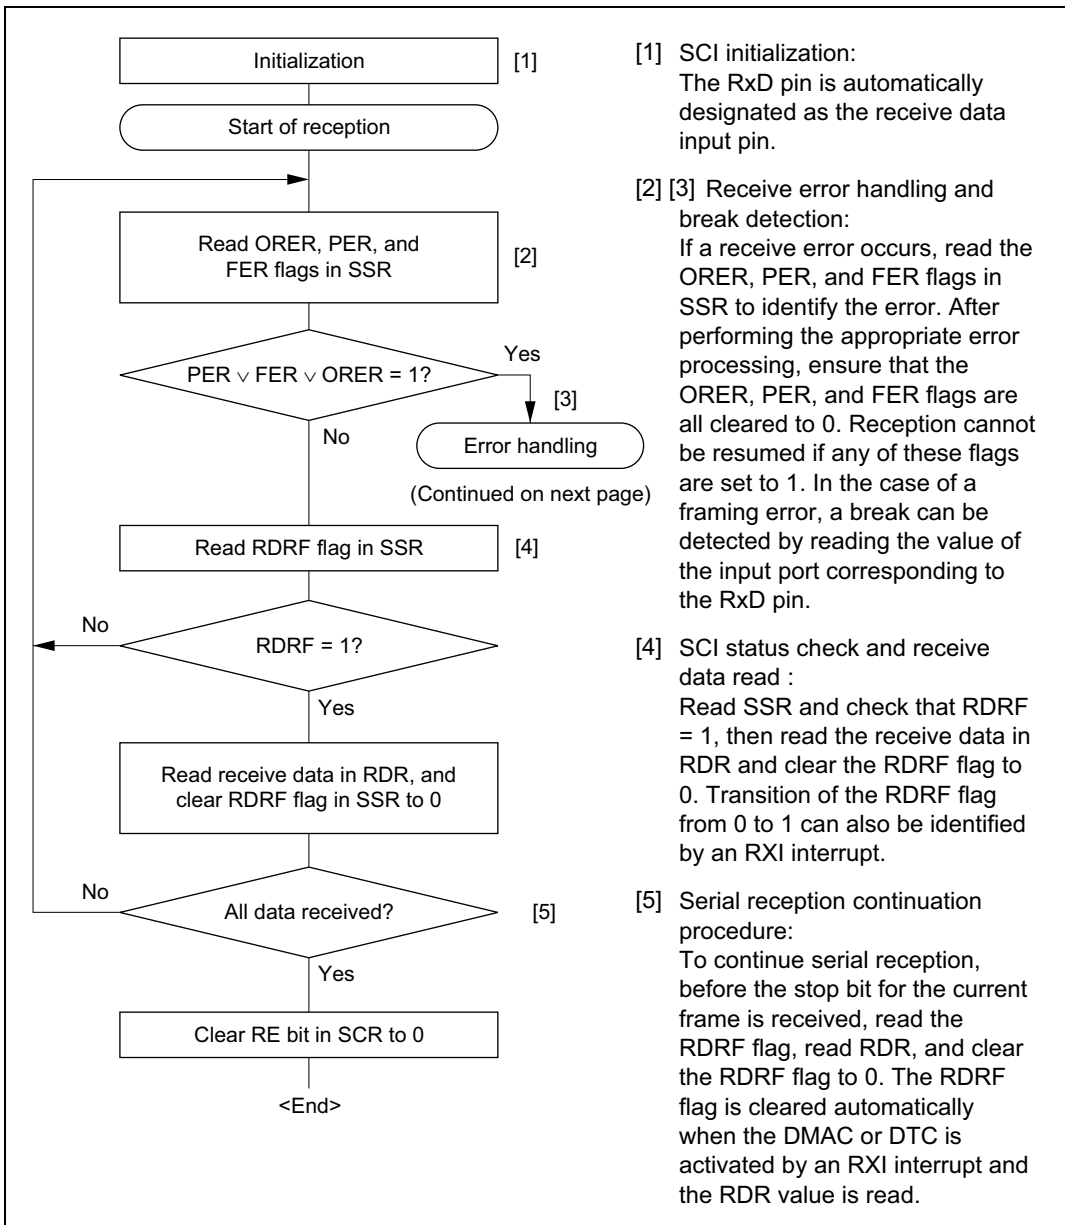 Initialization
[1]
Start of reception
Read ORER, PER, and
FER flags in SSR
[2]
PER ∨ FER ∨ ORER = 1?
Yes
[3]
No
Error handling
(Continued on next page)
Read RDRF flag in SSR
[4]
No
RDRF = 1?
Yes
Read receive data in RDR, and
clear RDRF flag in SSR to 0
No
All data received?
[5]
Yes
Clear RE bit in SCR to 0
<End>
[1] SCI initialization:
The RxD pin is automatically
designated as the receive data
input pin.
[2] [3] Receive error handling and
break detection:
If a receive error occurs, read the
ORER, PER, and FER flags in
SSR to identify the error. After
performing the appropriate error
processing, ensure that the
ORER, PER, and FER flags are
all cleared to 0. Reception cannot
be resumed if any of these flags
are set to 1. In the case of a
framing error, a break can be
detected by reading the value of
the input port corresponding to
the RxD pin.
[4] SCI status check and receive
data read :
Read SSR and check that RDRF
= 1, then read the receive data in
RDR and clear the RDRF flag to
0. Transition of the RDRF flag
from 0 to 1 can also be identified
by an RXI interrupt.
[5] Serial reception continuation
procedure:
To continue serial reception,
before the stop bit for the current
frame is received, read the
RDRF flag, read RDR, and clear
the RDRF flag to 0. The RDRF
flag is cleared automatically
when the DMAC or DTC is
activated by an RXI interrupt and
the RDR value is read.